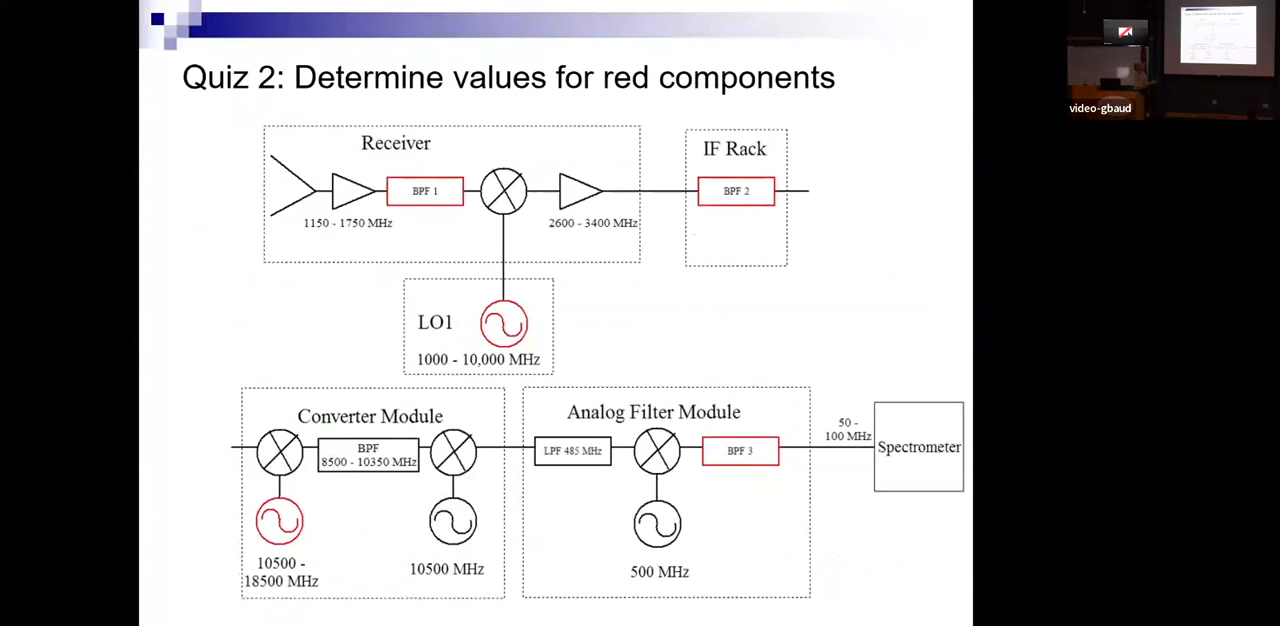 Quiz 2: Determine values for red components
Receiver
IF Rack
BPF 1
BPF 2
1150 - 1750 MHz
2600 - 3400 MHz
LO1
1000 - 10,000 MHz
Converter Module
Analog Filter Module
BPF
8500 - 10350 MHz
LPF 485 MHz
BPF 3
50 -
100 MHz
Spectrometer
10500 -
18500 MHz
10500 MHz
500 MHz
video-gbaud